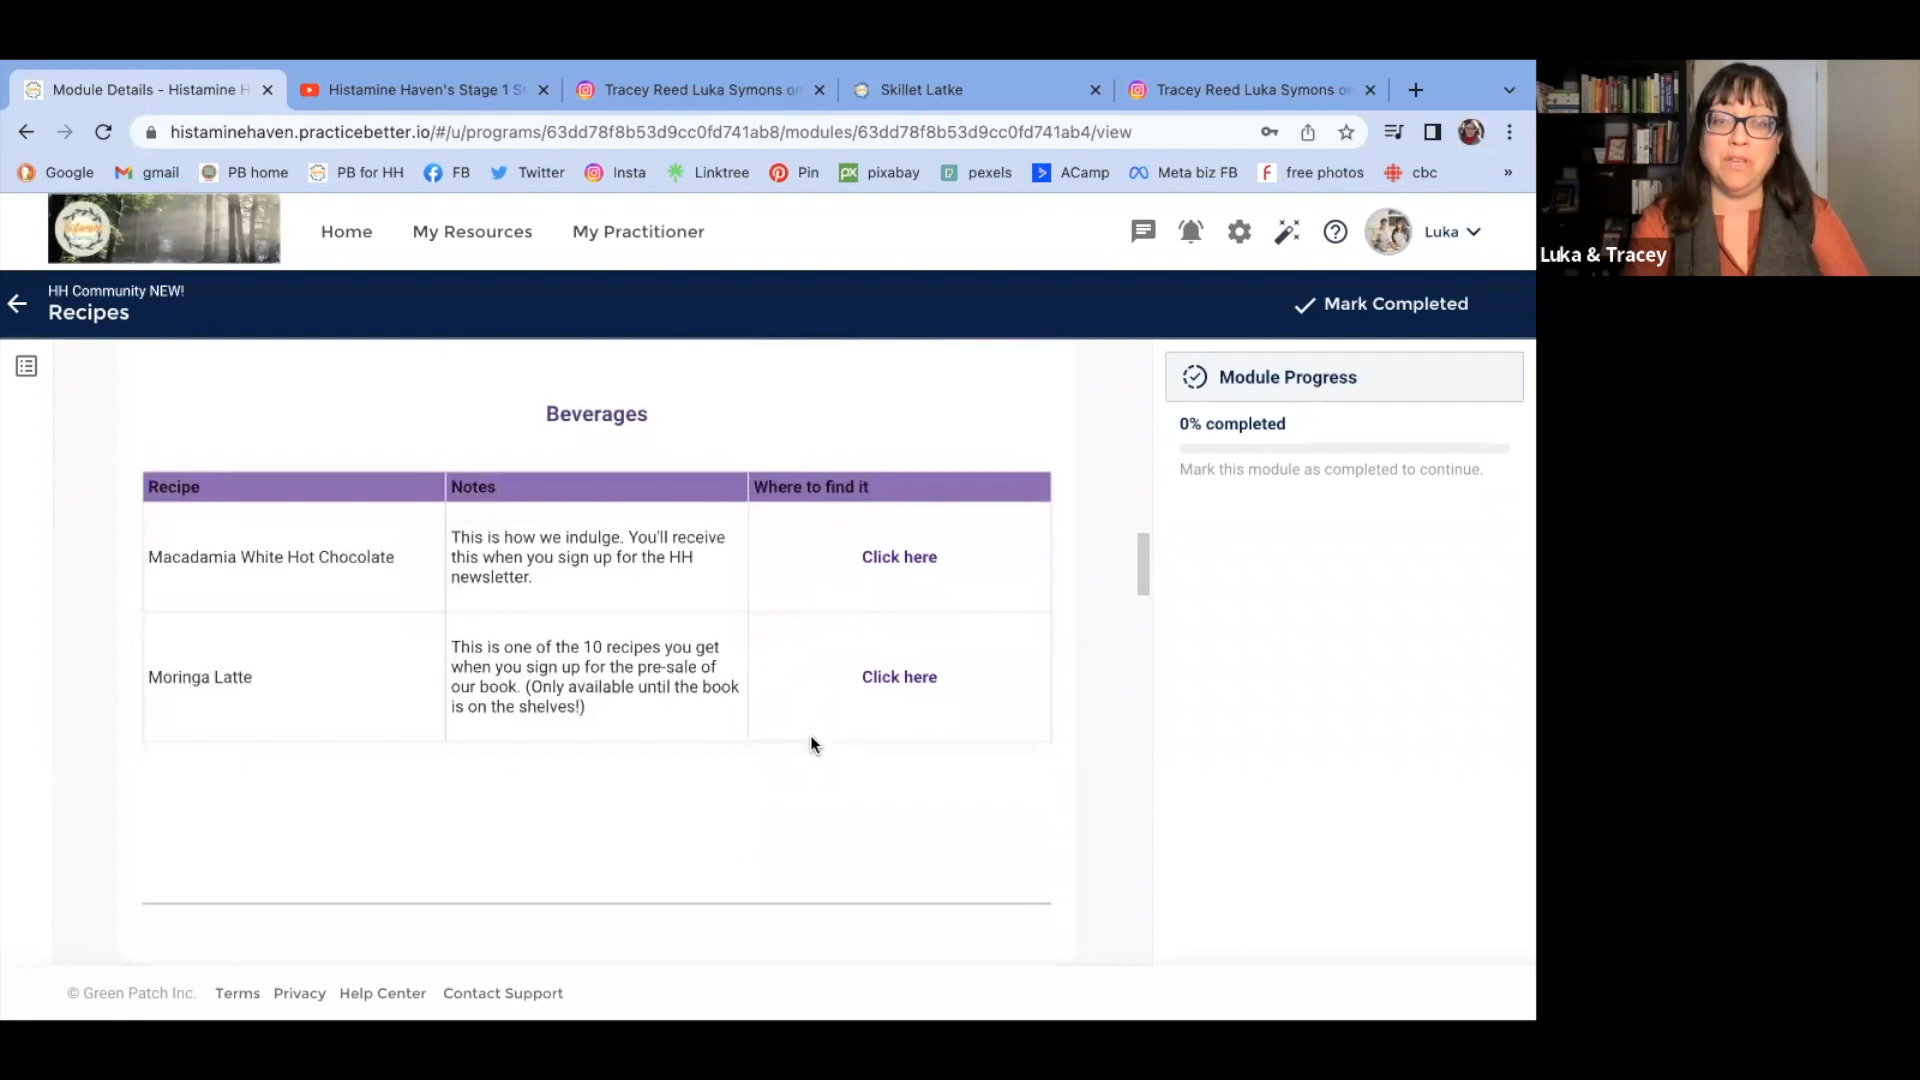 Module Details - Histamine H
Histamine Haven's Stage 1 S
Tracey Reed Luka Symons on
Skillet Latke
Tracey Reed Luka Symons on
histaminehaven.practicebetter.io/#/u/programs/63dd78f8b53d9cc0fd741ab8/modules/63dd78f8b53d9cc0fd741ab4/view
Google
gmail
PB home
PB for HH
FB
Twitter
Insta
Linktree
Pin
PX
pixabay
pexels
ACamp
Meta biz FB
free photos
cbc
»
Home
My Resources
My Practitioner
Luka
HH Community NEW!
Recipes
Mark Completed
Beverages
Recipe
Notes
Where to find it
Macadamia White Hot Chocolate
This is how we indulge. You'll receive
this when you sign up for the HH
newsletter.
Click here
Moringa Latte
This is one of the 10 recipes you get
when you sign up for the pre-sale of
our book. (Only available until the book
is on the shelves!)
Click here
Module Progress
0% completed
Mark this module as completed to continue.
© Green Patch Inc.
Terms
Privacy
Help Center
Contact Support
Luka & Tracey